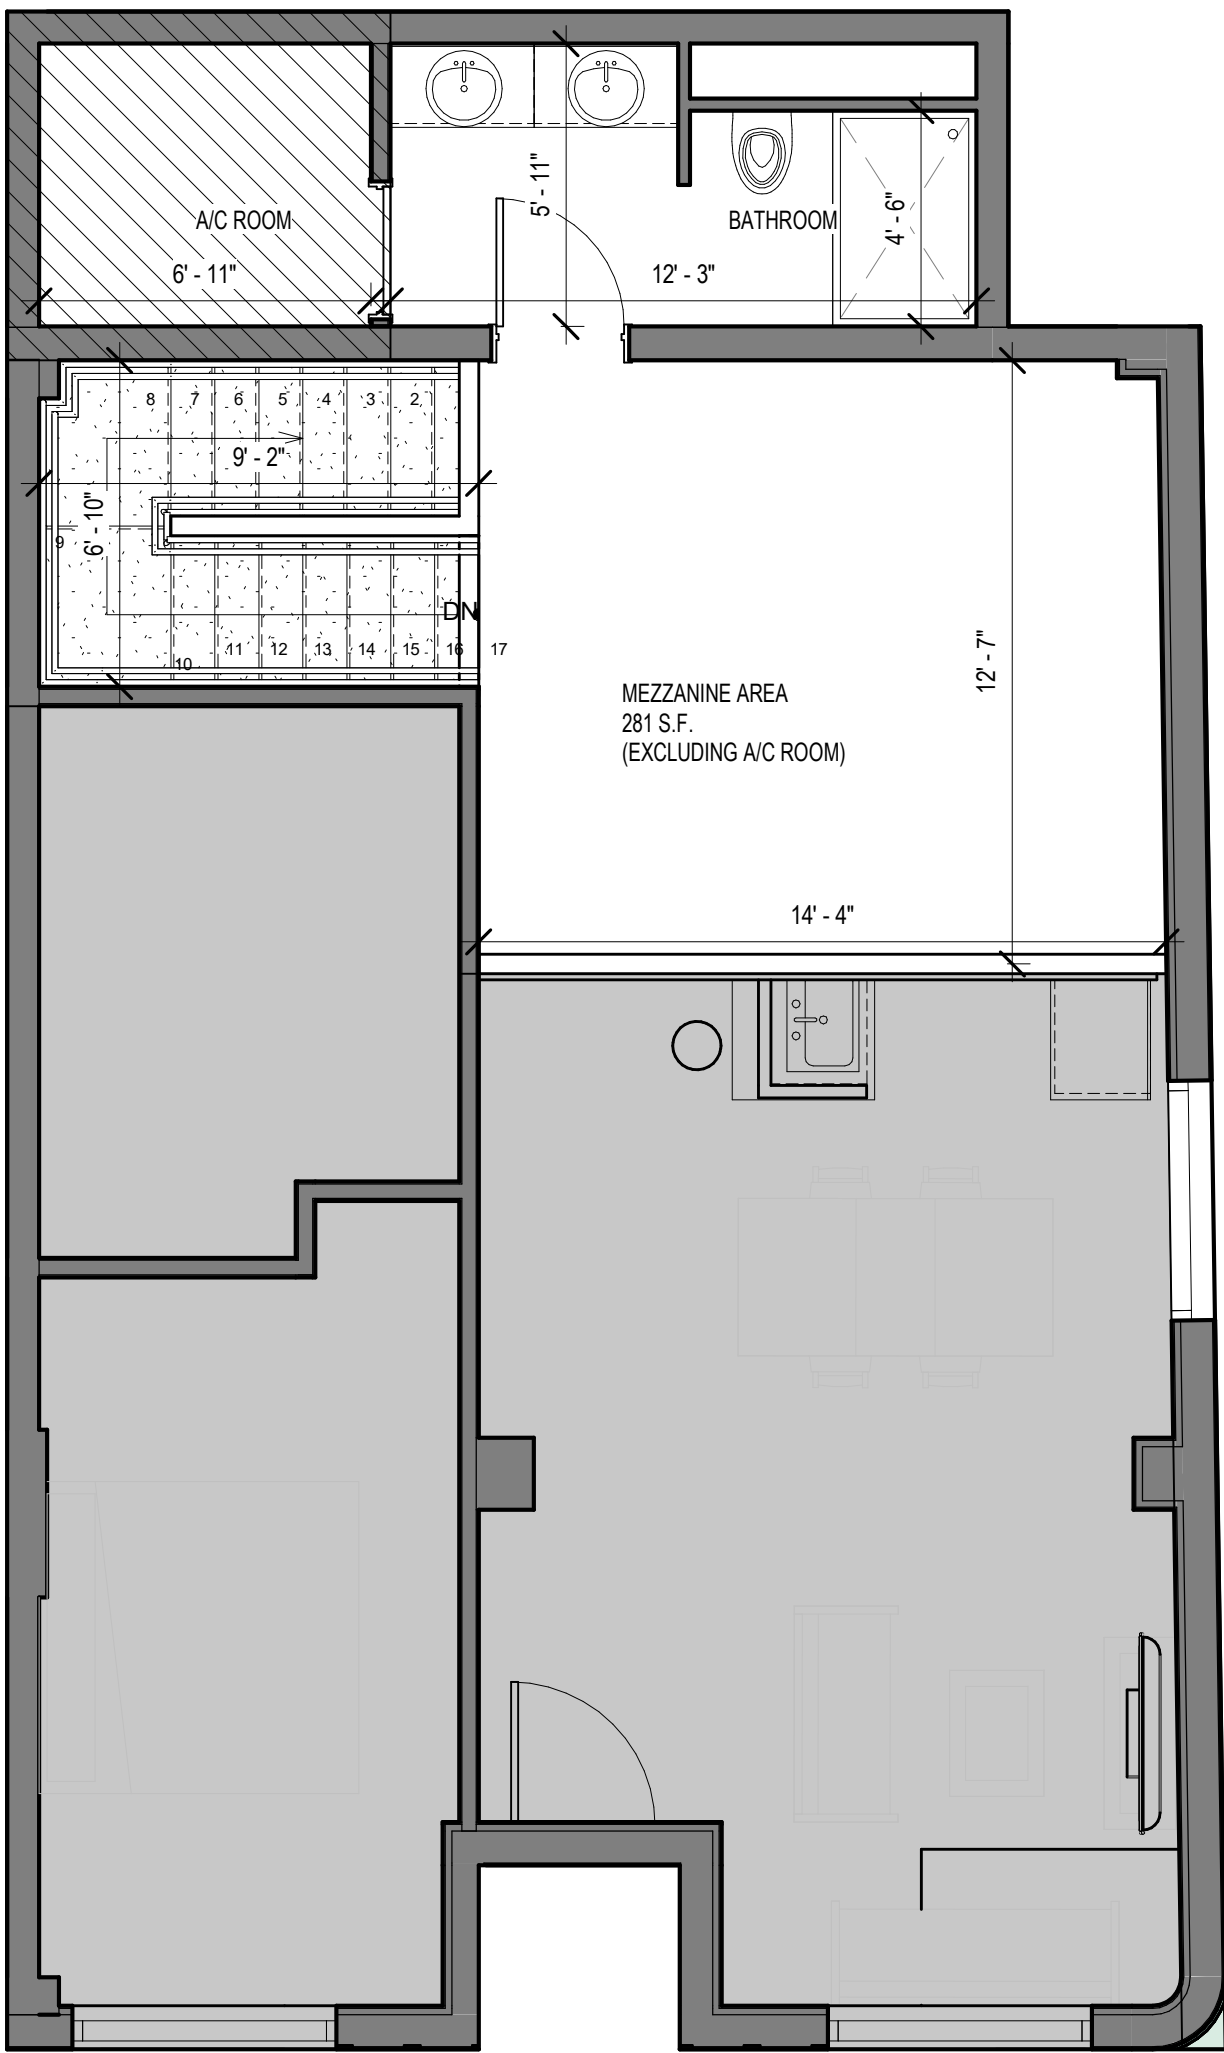 5' - 11"
A/C ROOM
BATHROOM
4' - 6"
6' - 11"
12' - 3"
8 7 6 5 4 3 2
9' - 2"
6' - 10"
9
DN
10 11 12 13 14 15 16 17
12' - 7"
MEZZANINE AREA
281 S.F.
(EXCLUDING A/C ROOM)
14' - 4"